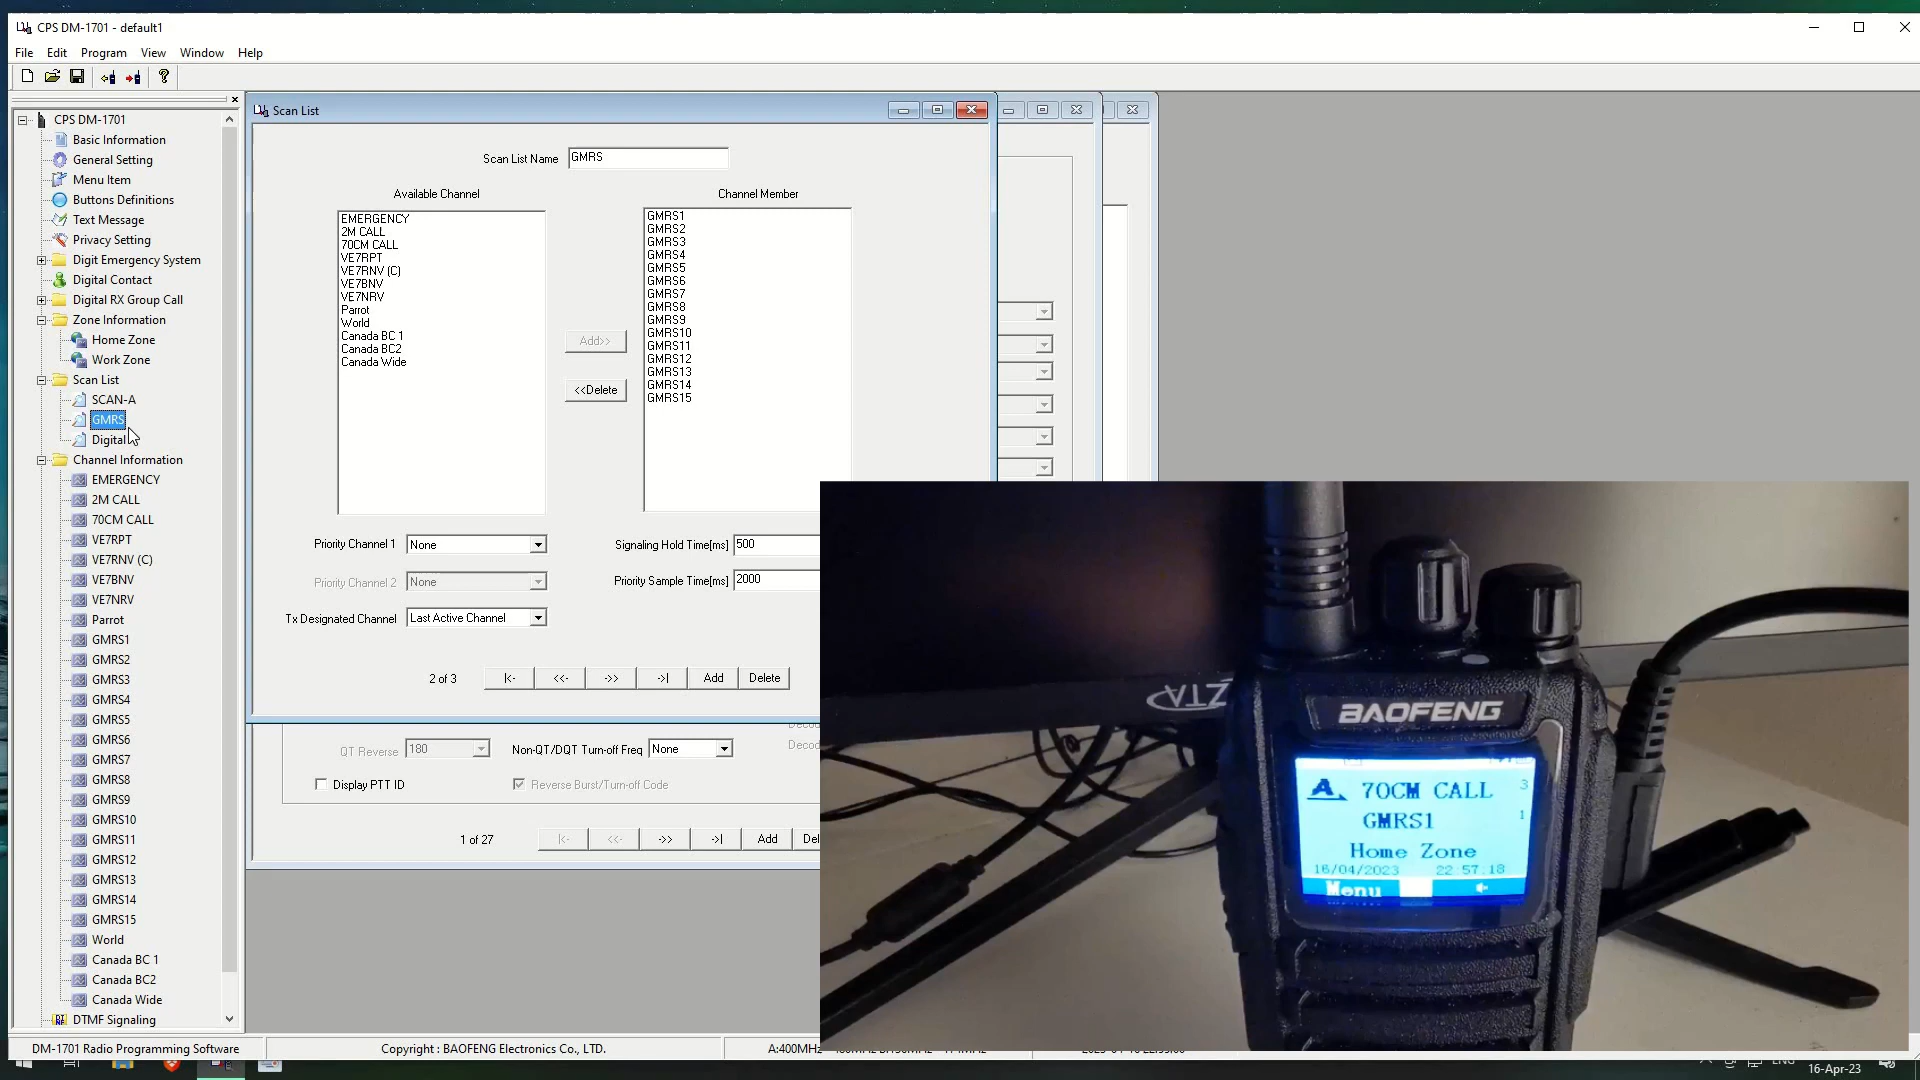 CPS DM-1701 - default1
File Edit Program View Window Help
CPS DM-1701
Basic Information
General Setting
Menu Item
Buttons Definitions
Text Message
Privacy Setting
Digit Emergency System
Digital Contact
Digital RX Group Call
Zone Information
Home Zone
Work Zone
Scan List
SCAN-A
GMRS
Digital
Channel Information
EMERGENCY
2M CALL
70CM CALL
VE7RPT
VE7RNV (C)
VE7BNV
VE7NRV
Parrot
GMRS1
GMRS2
GMRS3
GMRS4
GMRS5
GMRS6
GMRS7
GMRS8
GMRS9
GMRS10
GMRS11
GMRS12
GMRS13
GMRS14
GMRS15
World
Canada BC 1
Canada BC2
Canada Wide
DTMF Signaling
Scan List
Scan List Name GMRS
Available Channel
EMERGENCY
2M CALL
70CM CALL
VE7RPT
VE7RNV (C)
VE7BNV
VE7NRV
Parrot
World
Canada BC 1
Canada BC2
Canada Wide
Add>>
<<Delete
Channel Member
GMRS1
GMRS2
GMRS3
GMRS4
GMRS5
GMRS6
GMRS7
GMRS8
GMRS9
GMRS10
GMRS11
GMRS12
GMRS13
GMRS14
GMRS15
Priority Channel 1 None
Signaling Hold Time[ms] 500
Priority Channel 2 None
Priority Sample Time[ms] 2000
Tx Designated Channel Last Active Channel
2 of 3 |<- <<- ->> ->| Add Delete
QT Reverse 180 Non-QT/DQT Turn-off Freq None
Display PTT ID Reverse Burst/Turn-off Code
1 of 27 |<- <<- ->> ->| Add
BAOFENG
A 70CM CALL 3
GMRS1 1
Home Zone
16/04/2023 22:57:18
Menu
DM-1701 Radio Programming Software Copyright : BAOFENG Electronics Co., LTD. A:400MHz
ENG
16-Apr-23